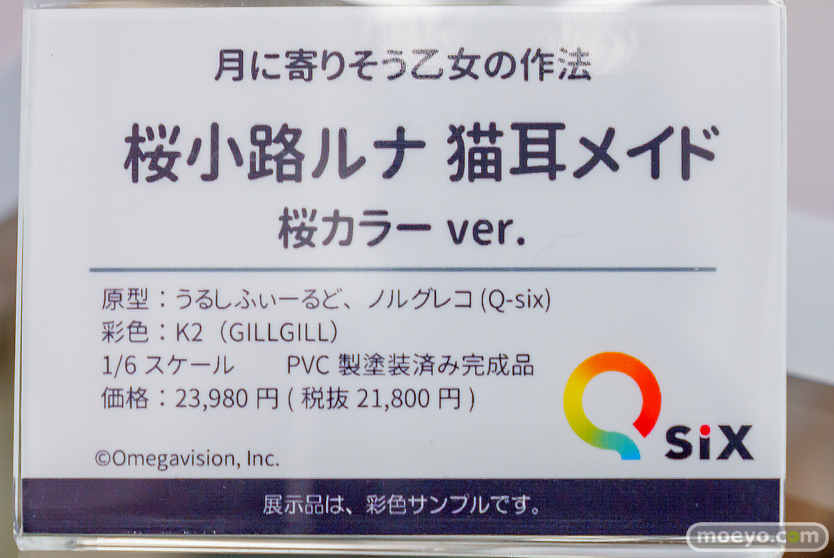 月に寄りそう乙女の作法
桜小路ルナ 猫耳メイド
桜カラー ver.
原型：うるしふぃーるど、ノルグレコ(Q-six)
彩色：K2（GILLGILL）
1/6 スケール　　PVC 製塗装済み完成品
価格：23,980 円 ( 税抜 21,800 円 )
Q SiX
©Omegavision, Inc.
展示品は、彩色サンプルです。
moeyo.com